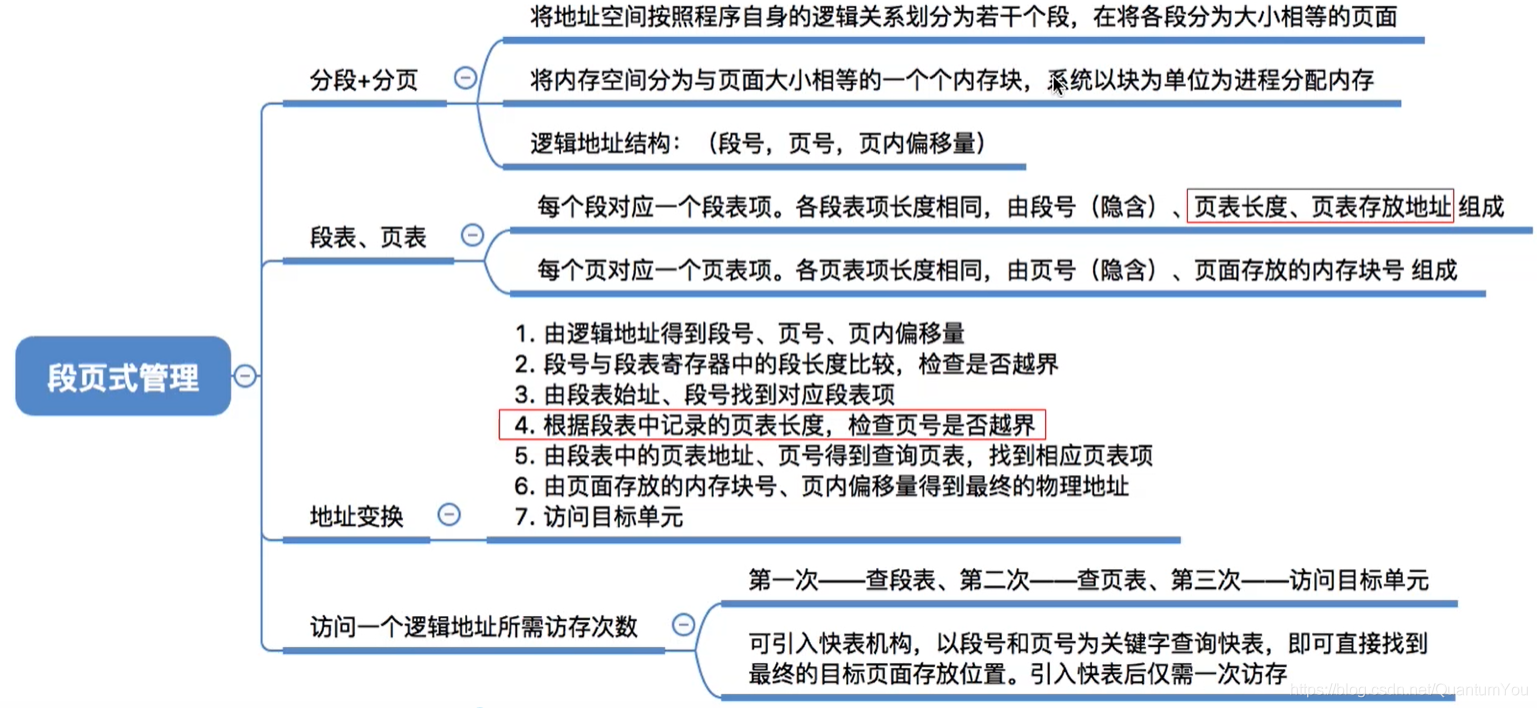 将地址空间按照程序自身的逻辑关系划分为若干个段，在将各段分为大小相等的页面
分段+分页
将内存空间分为与页面大小相等的一个个内存块，系统以块为单位为进程分配内存
逻辑地址结构：（段号，页号，页内偏移量）
每个段对应一个段表项。各段表项长度相同，由段号（隐含）、页表长度、页表存放地址 组成
段表、页表
每个页对应一个页表项。各页表项长度相同，由页号（隐含）、页面存放的内存块号 组成
段页式管理
1. 由逻辑地址得到段号、页号、页内偏移量
2. 段号与段表寄存器中的段长度比较，检查是否越界
3. 由段表始址、段号找到对应段表项
4. 根据段表中记录的页表长度，检查页号是否越界
5. 由段表中的页表地址、页号得到查询页表，找到相应页表项
6. 由页面存放的内存块号、页内偏移量得到最终的物理地址
7. 访问目标单元
地址变换
第一次——查段表、第二次——查页表、第三次——访问目标单元
访问一个逻辑地址所需访存次数
可引入快表机构，以段号和页号为关键字查询快表，即可直接找到
最终的目标页面存放位置。引入快表后仅需一次访存
https://blog.csdn.net/QuantumYou